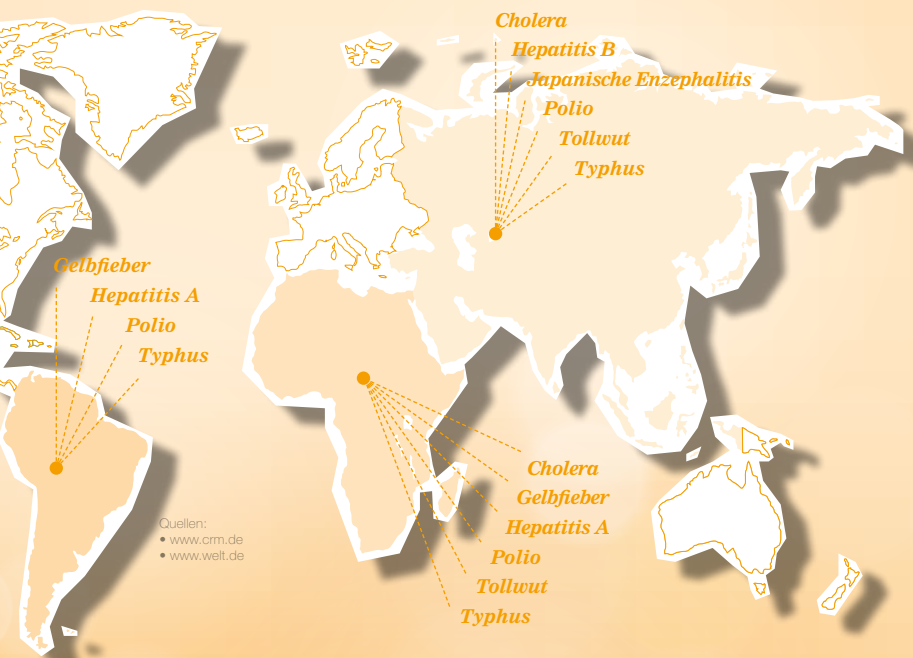 Cholera
Hepatitis B
Japanische Enzephalitis
Polio
Tollwut
Typhus
Gelbfieber
Hepatitis A
Polio
Typhus
Cholera
Gelbfieber
Hepatitis A
Polio
Tollwut
Typhus
Quellen:
• www.crm.de
• www.welt.de